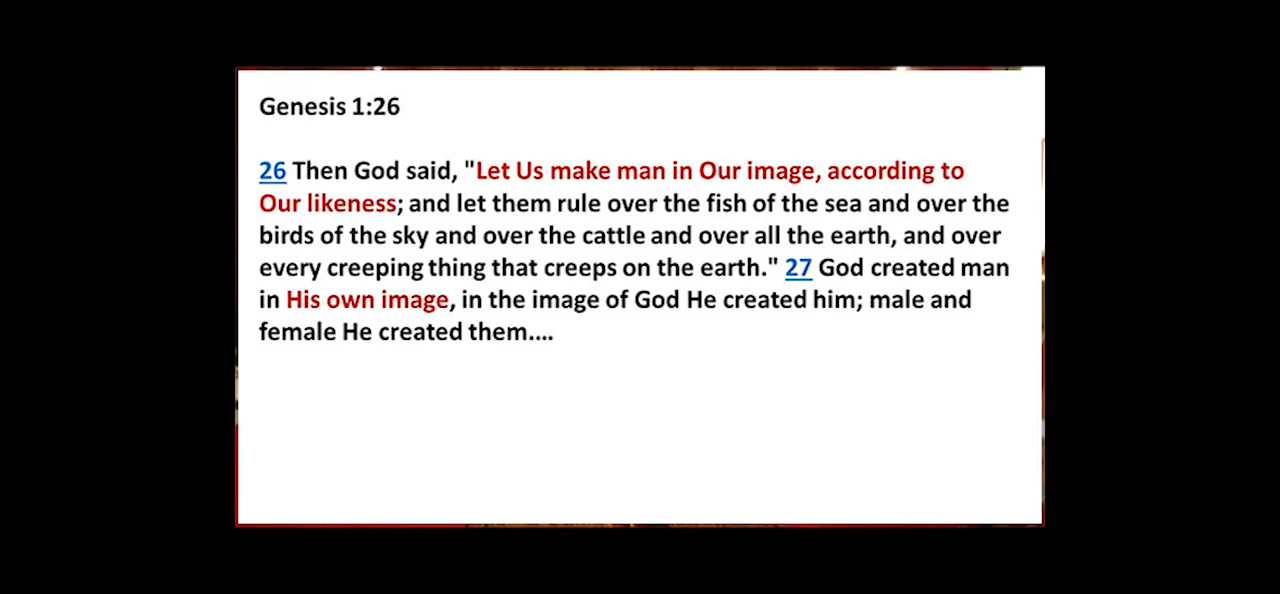 Genesis 1:26
26 Then God said, "Let Us make man in Our image, according to
Our likeness; and let them rule over the fish of the sea and over the
birds of the sky and over the cattle and over all the earth, and over
every creeping thing that creeps on the earth." 27 God created man
in His own image, in the image of God He created him; male and
female He created them....